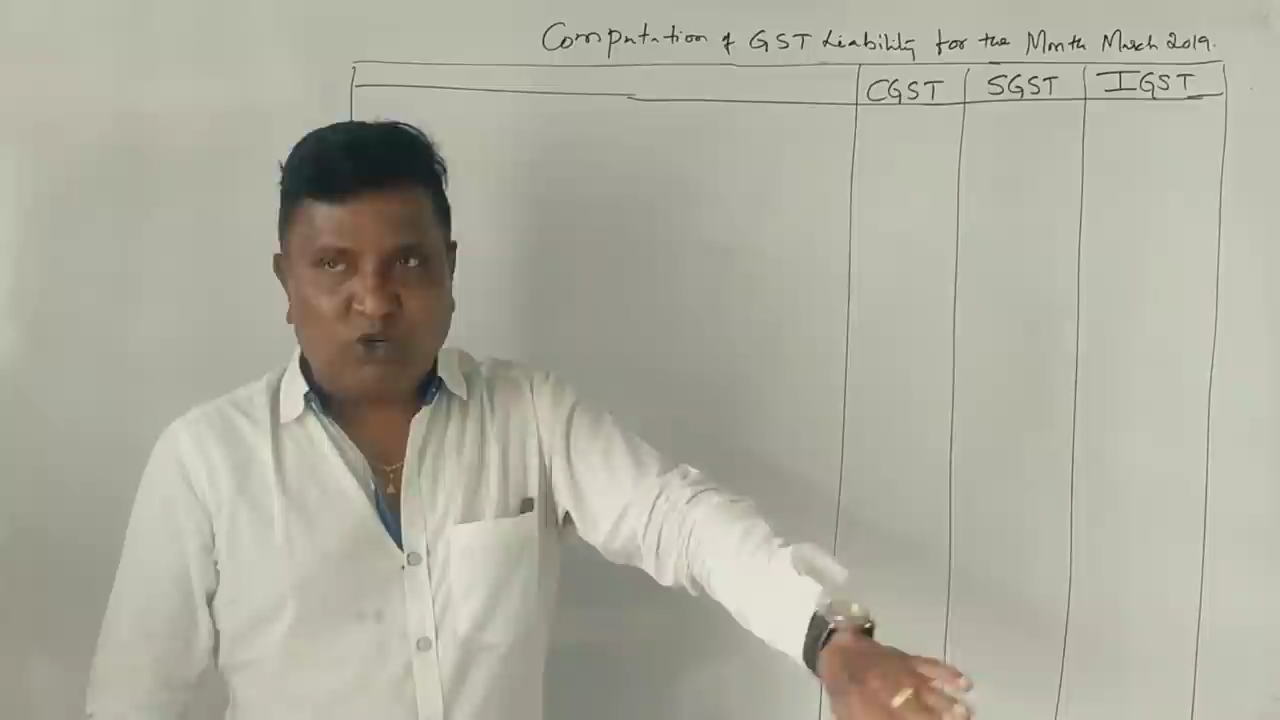 Computation of GST Liability for the Month March 2019.
CGST SGST IGST